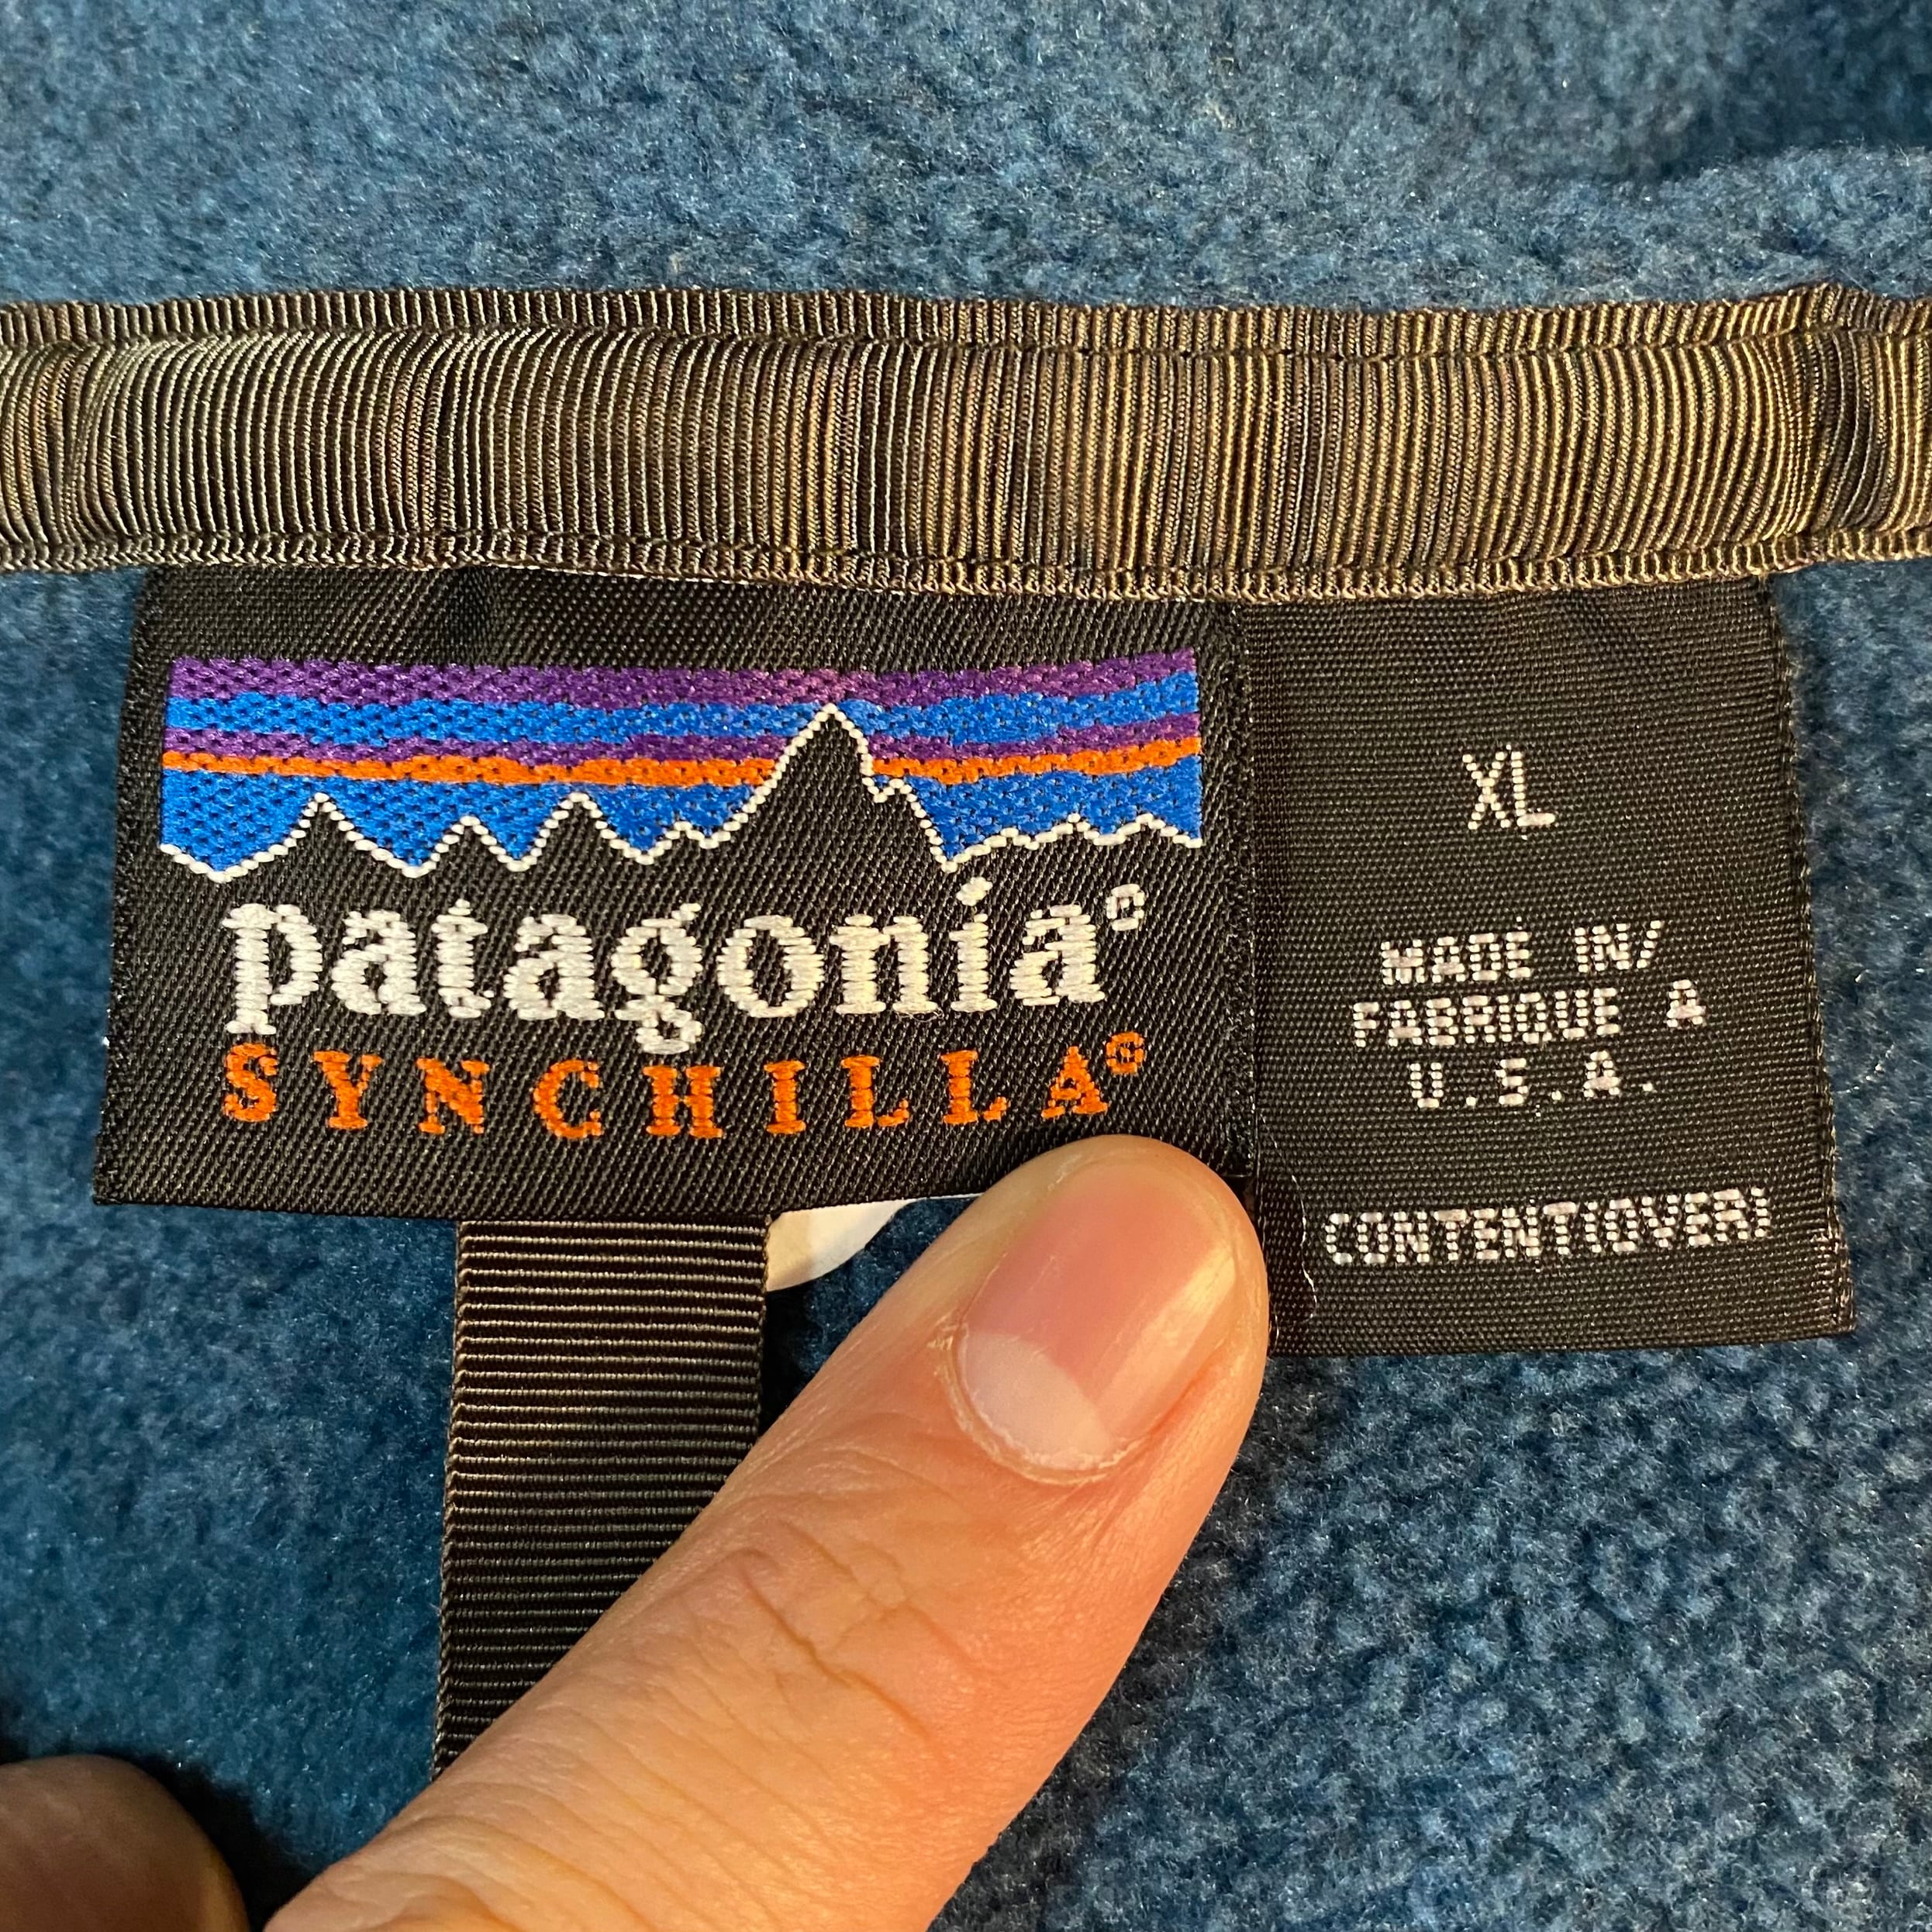 patagonia®
SYNCHILLA®
XL
MADE IN/
FABRIQUE A
U.S.A.
CONTENT(OVER)